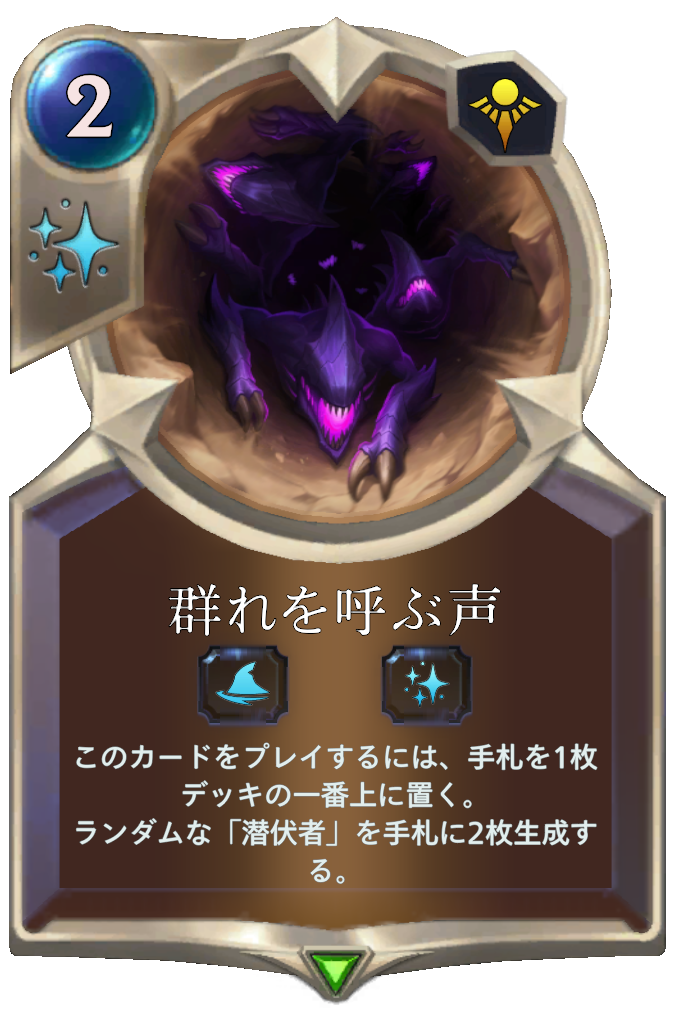 2
群れを呼ぶ声
このカードをプレイするには、手札を1枚
デッキの一番上に置く。
ランダムな「潜伏者」を手札に2枚生成す
る。